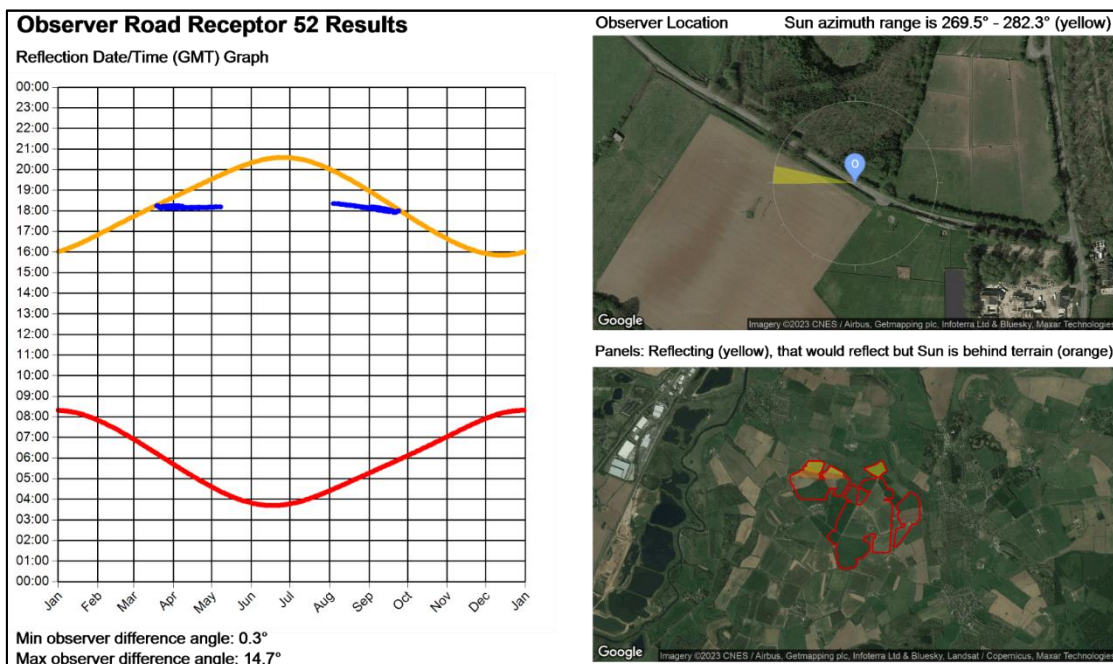 Observer Road Receptor 52 Results
Reflection Date/Time (GMT) Graph
00:00
23:00
22:00
21:00
20:00
19:00
18:00
17:00
16:00
15:00
14:00
13:00
12:00
11:00
10:00
09:00
08:00
07:00
06:00
05:00
04:00
03:00
02:00
01:00
00:00
Jan Feb Mar Apr May Jun Jul Aug Sep Oct Nov Dec Jan
Min observer difference angle: 0.3°
Max observer difference angle: 14.7°
Observer Location Sun azimuth range is 269.5° - 282.3° (yellow)
O
Google
Imagery ©2023 CNES / Airbus, Getmapping plc, Infoterra Ltd & Bluesky, Maxar Technologies
Panels: Reflecting (yellow), that would reflect but Sun is behind terrain (orange)
Google
Imagery ©2023 CNES / Airbus, Getmapping plc, Infoterra Ltd & Bluesky, Landsat / Copernicus, Maxar Technologies